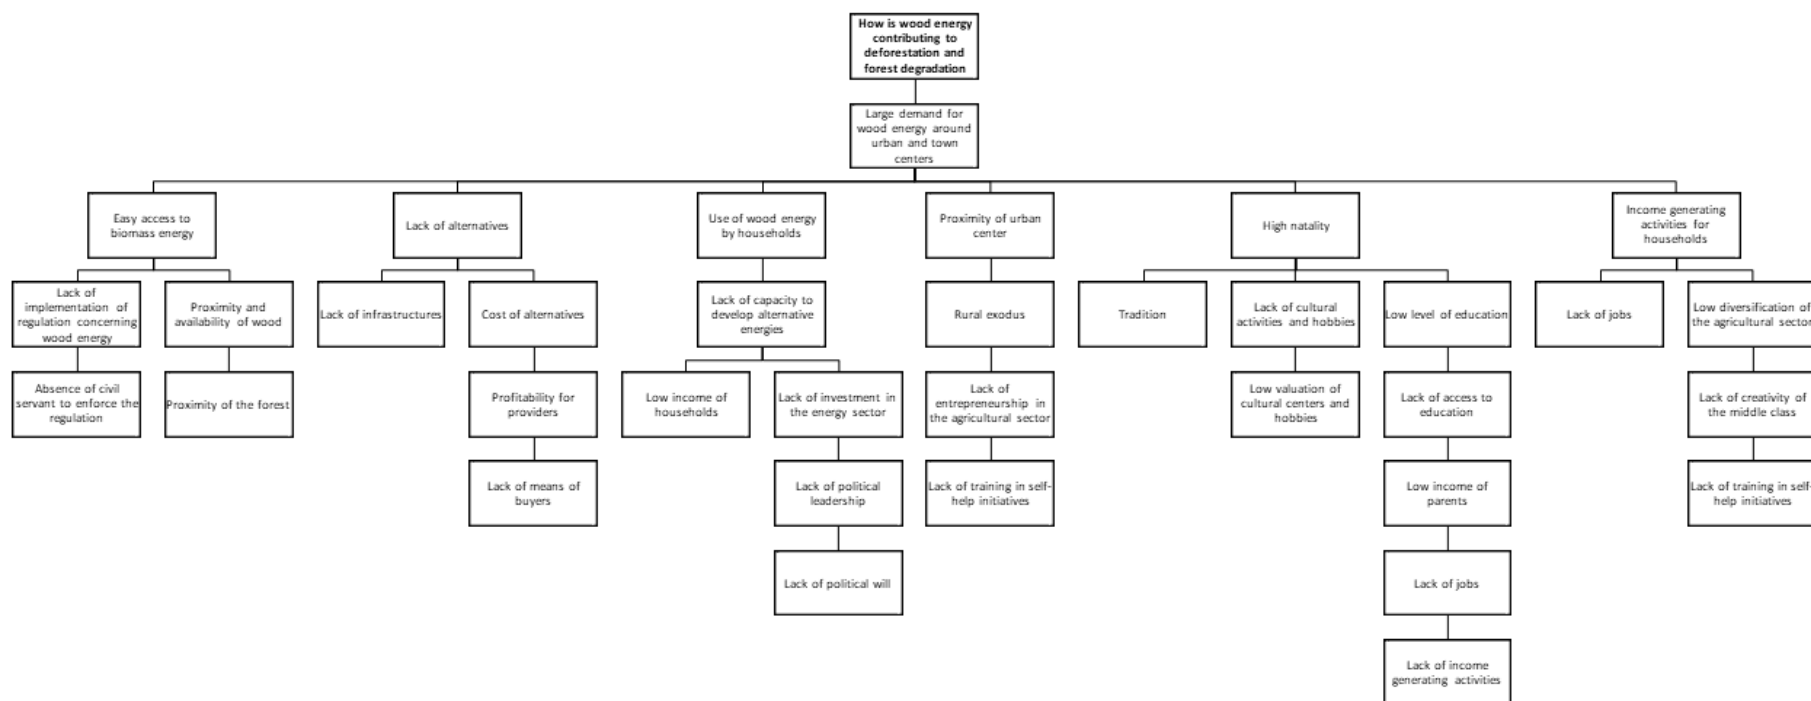 How is wood energy
contributing to
deforestation and
forest degradation
Large demand for
wood energy around
urban and town
centers
Easy access to
biomass energy
Lack of alternatives
Use of wood energy
by households
Proximity of urban
center
High natality
Income generating
activities for
households
Lack of
implementation of
regulation concerning
wood energy
Proximity and
availability of wood
Lack of infrastructures
Cost of alternatives
Lack of capacity to
develop alternative
energies
Rural exodus
Tradition
Lack of cultural
activities and hobbies
Low level of education
Lack of jobs
Low diversification of
the agricultural sector
Absence of civil
servant to enforce the
regulation
Proximity of the forest
Profitability for
providers
Low income of
households
Lack of investment in
the energy sector
Lack of
entrepreneurship in
the agricultural sector
Low valuation of
cultural centers and
hobbies
Lack of access to
education
Lack of creativity of
the middle class
Lack of means of
buyers
Lack of political
leadership
Lack of training in self-
help initiatives
Low income of
parents
Lack of training in self-
help initiatives
Lack of political will
Lack of jobs
Lack of income
generating activities